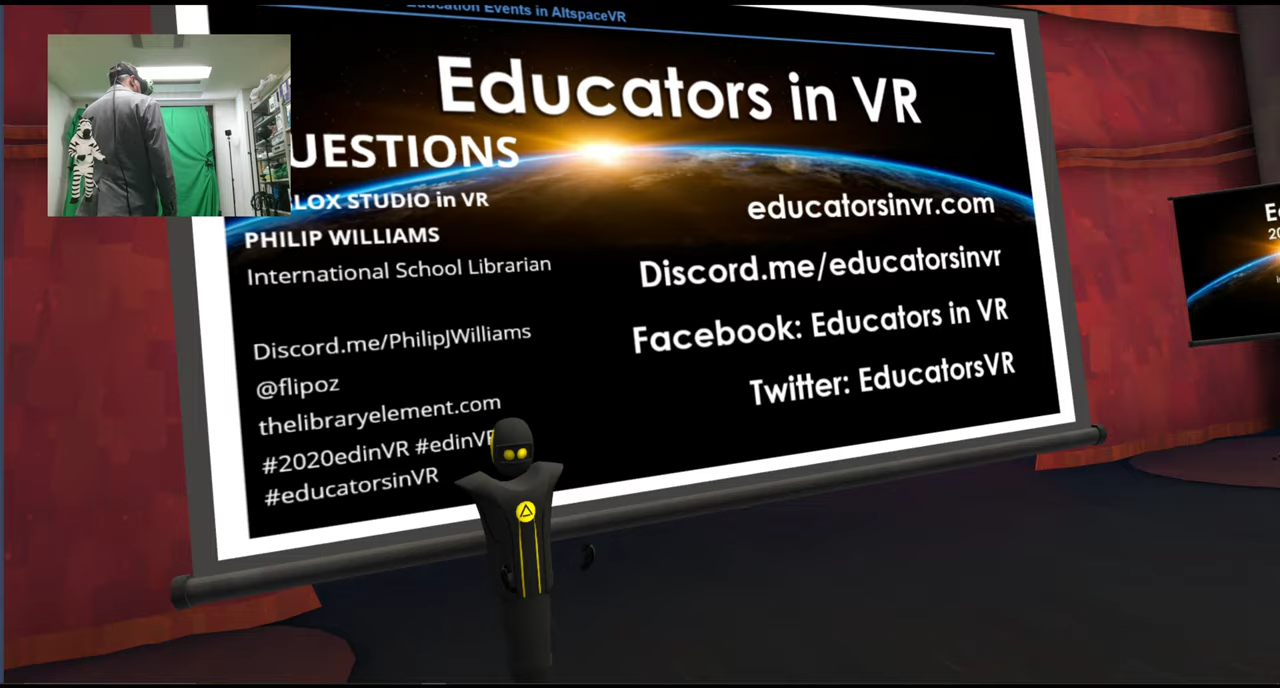 Education Events in AltspaceVR
Educators in VR
UESTIONS
LOX STUDIO in VR
PHILIP WILLIAMS
International School Librarian
Discord.me/PhilipJWilliams
@flipoz
thelibraryelement.com
#2020edinVR #edinVR
#educatorsinVR
educatorsinvr.com
Discord.me/educatorsinvr
Facebook: Educators in VR
Twitter: EducatorsVR